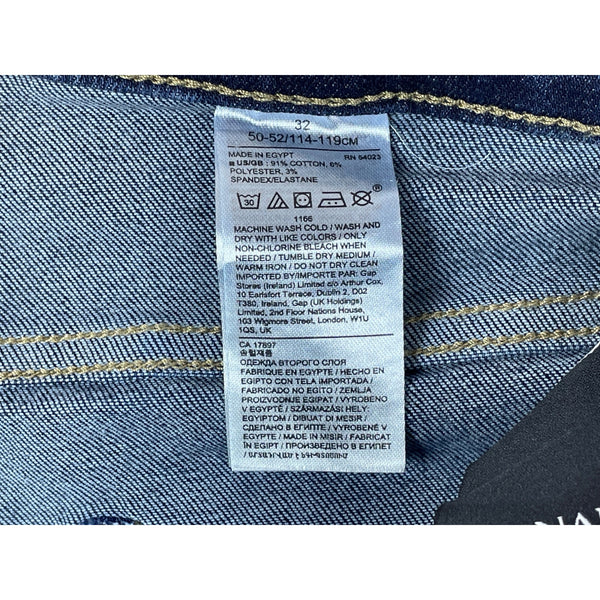 32
50-52/114-119CM
MADE IN EGYPT RN 54023
■ US/GB : 91% COTTON, 6%
POLYESTER, 3%
SPANDEX/ELASTANE
30
1166
MACHINE WASH COLD / WASH AND
DRY WITH LIKE COLORS / ONLY
NON-CHLORINE BLEACH WHEN
NEEDED / TUMBLE DRY MEDIUM /
WARM IRON / DO NOT DRY CLEAN
IMPORTED BY/IMPORTE PAR: Gap
Stores (Ireland) Limited c/o Arthur Cox,
10 Earlsfort Terrace, Dublin 2, D02
T380, Ireland, Gap (UK Holdings)
Limited, 2nd Floor Nations House,
103 Wigmore Street, London, W1U
1QS, UK
CA 17897
ОДЕЖДА ВТОРОГО СЛОЯ
FABRIQUE EN EGYPTE / HECHO EN
EGIPTO CON TELA IMPORTADA /
FABRICADO NO EGITO / ZEMLJA
PROIZVODNJE EGIPAT / VYROBENO
V EGYPTĚ / SZÁRMAZÁSI HELY:
EGYIPTOM / DIBUAT DI MESIR /
СДЕЛАНО В ЕГИПТЕ / VYROBENÉ V
EGYPTE / MADE IN MISIR / FABRICAT
ÎN EGIPT / ПРОИЗВЕДЕНО В ЕГИПЕТ